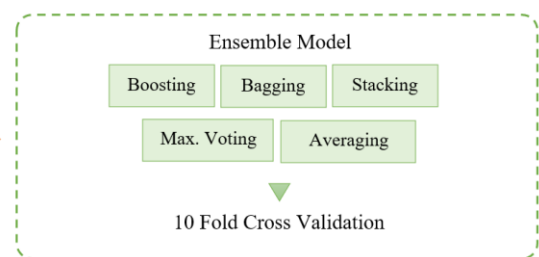 Ensemble Model
Boosting Bagging Stacking
Max. Voting Averaging
10 Fold Cross Validation